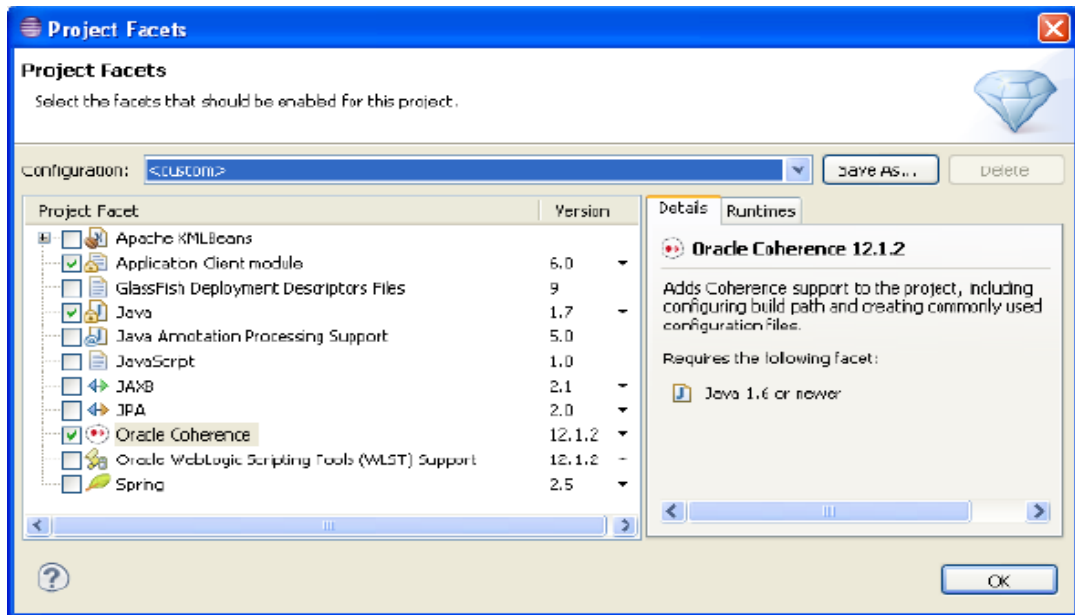 Project Facets
Project Facets
Select the facets that should be enabled for this project.
Configuration: <custom> Save As... Delete
Project Facet Version
Apache XMLBeans
Application Client module 6.0
GlassFish Deployment Descriptors Files 9
Java 1.7
Java Annotation Processing Support 5.0
JavaScript 1.0
JAXB 2.1
JPA 2.0
Oracle Coherence 12.1.2
Oracle WebLogic Scripting Tools (WLST) Support 12.1.2
Spring 2.5
Details Runtimes
Oracle Coherence 12.1.2
Adds Coherence support to the project, including
configuring build path and creating commonly used
configuration files.
Requires the following facet:
Java 1.6 or newer
OK